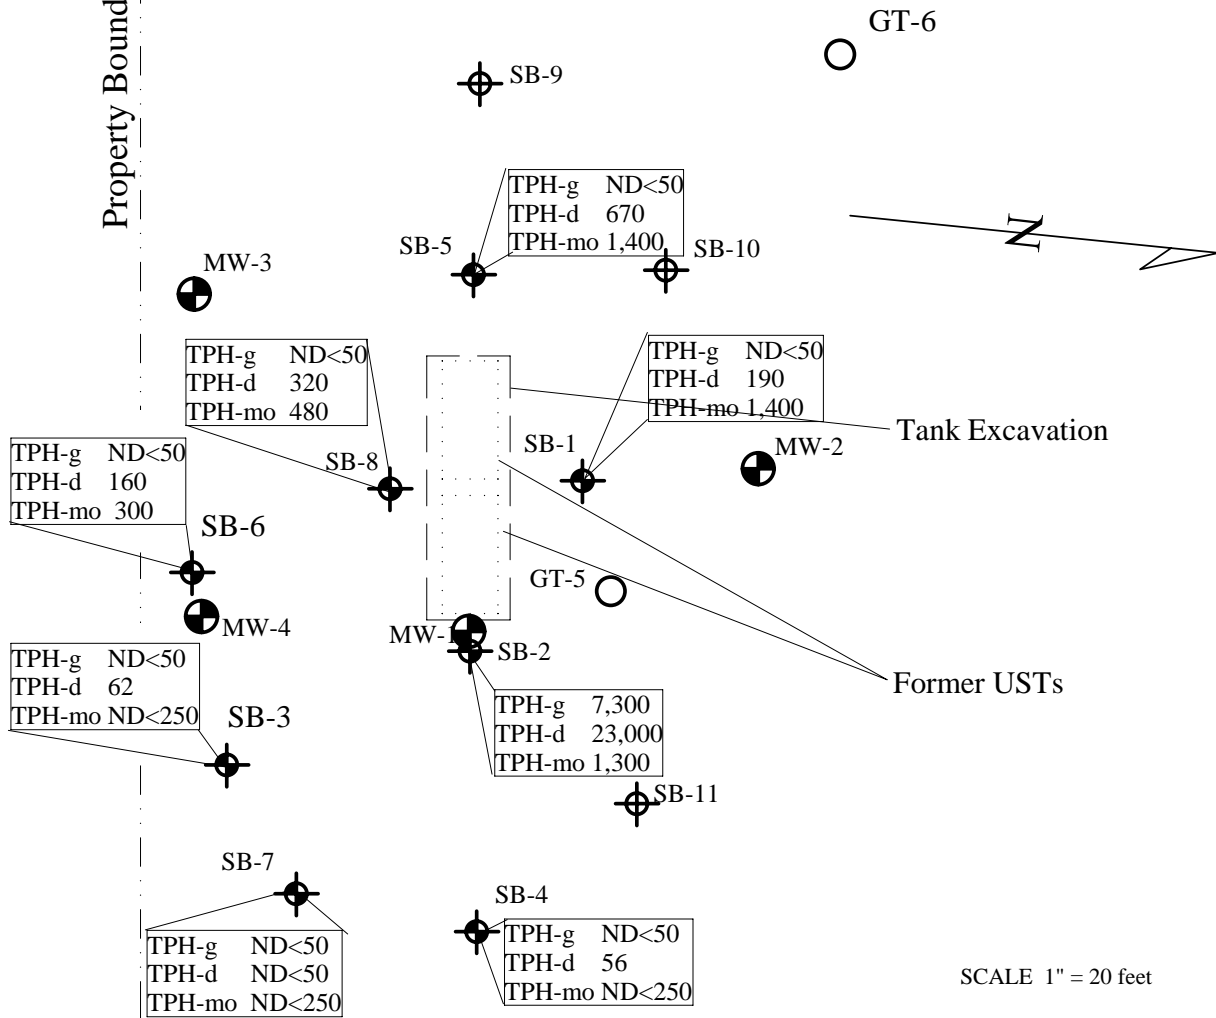 GT-6
Property Bound
SB-9
TPH-g ND<50
TPH-d 670
TPH-mo 1,400
N
SB-5
SB-10
MW-3
TPH-g ND<50
TPH-d 320
TPH-mo 480
TPH-g ND<50
TPH-d 190
TPH-mo 1,400
Tank Excavation
TPH-g ND<50
TPH-d 160
TPH-mo 300
SB-8
SB-1
MW-2
SB-6
GT-5
MW-4
MW-1
SB-2
TPH-g ND<50
TPH-d 62
TPH-mo ND<250
Former USTs
SB-3
TPH-g 7,300
TPH-d 23,000
TPH-mo 1,300
SB-11
SB-7
SB-4
TPH-g ND<50
TPH-d ND<50
TPH-mo ND<250
TPH-g ND<50
TPH-d 56
TPH-mo ND<250
SCALE 1" = 20 feet